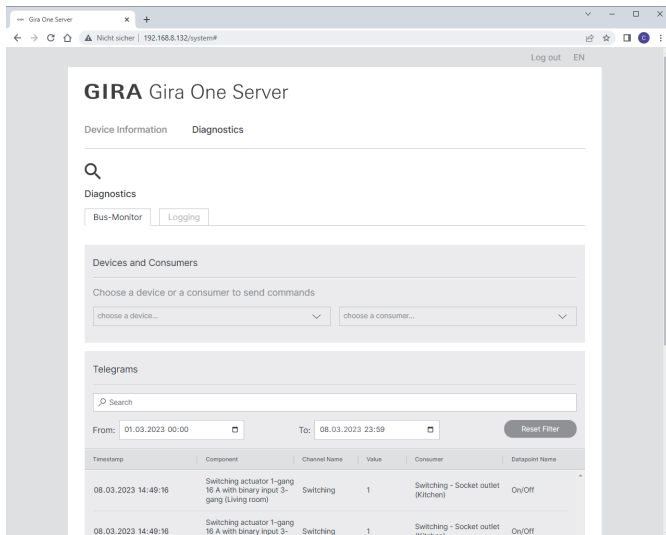 Gira One Server
Nicht sicher | 192.168.8.132/system#
Log out EN
GIRA Gira One Server
Device Information Diagnostics
Diagnostics
Bus-Monitor Logging
Devices and Consumers
Choose a device or a consumer to send commands
choose a device... choose a consumer...
Telegrams
Search
From: 01.03.2023 00:00 To: 08.03.2023 23:59 Reset Filter
Timestamp Component Channel Name Value Consumer Datapoint Name
Switching actuator 1-gang
08.03.2023 14:49:16 16 A with binary input 3- Switching 1 Switching - Socket outlet On/Off
gang (Living room) (Kitchen)
Switching actuator 1-gang
08.03.2023 14:49:16 16 A with binary input 3- Switching 1 Switching - Socket outlet On/Off
(Kitchen)